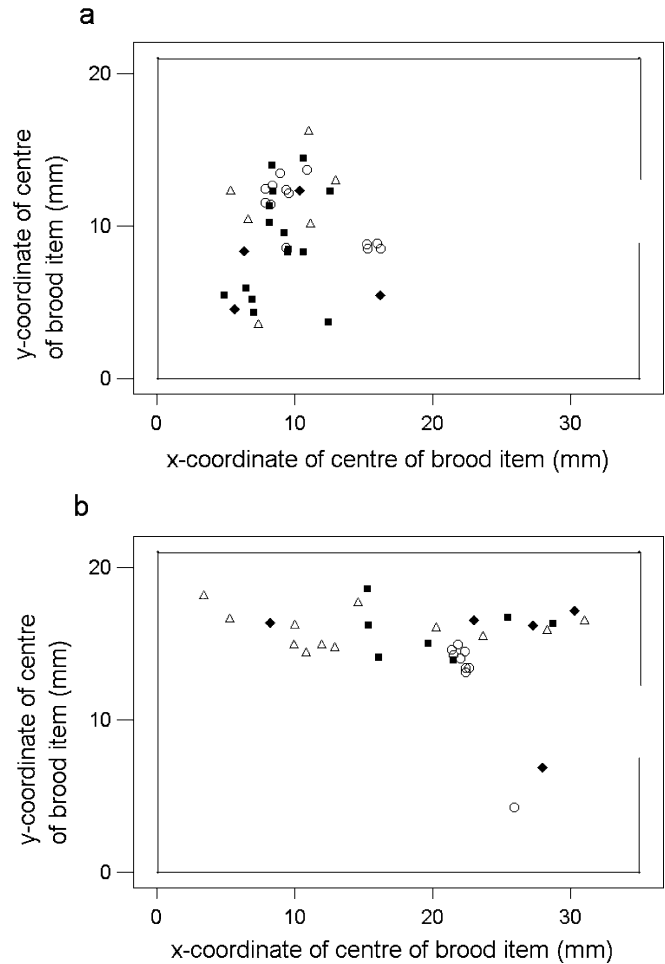 a
20
10
0
y-coordinate of centre
of brood item (mm)
0 10 20 30
x-coordinate of centre of brood item (mm)
b
20
10
0
y-coordinate of centre
of brood item (mm)
0 10 20 30
x-coordinate of centre of brood item (mm)